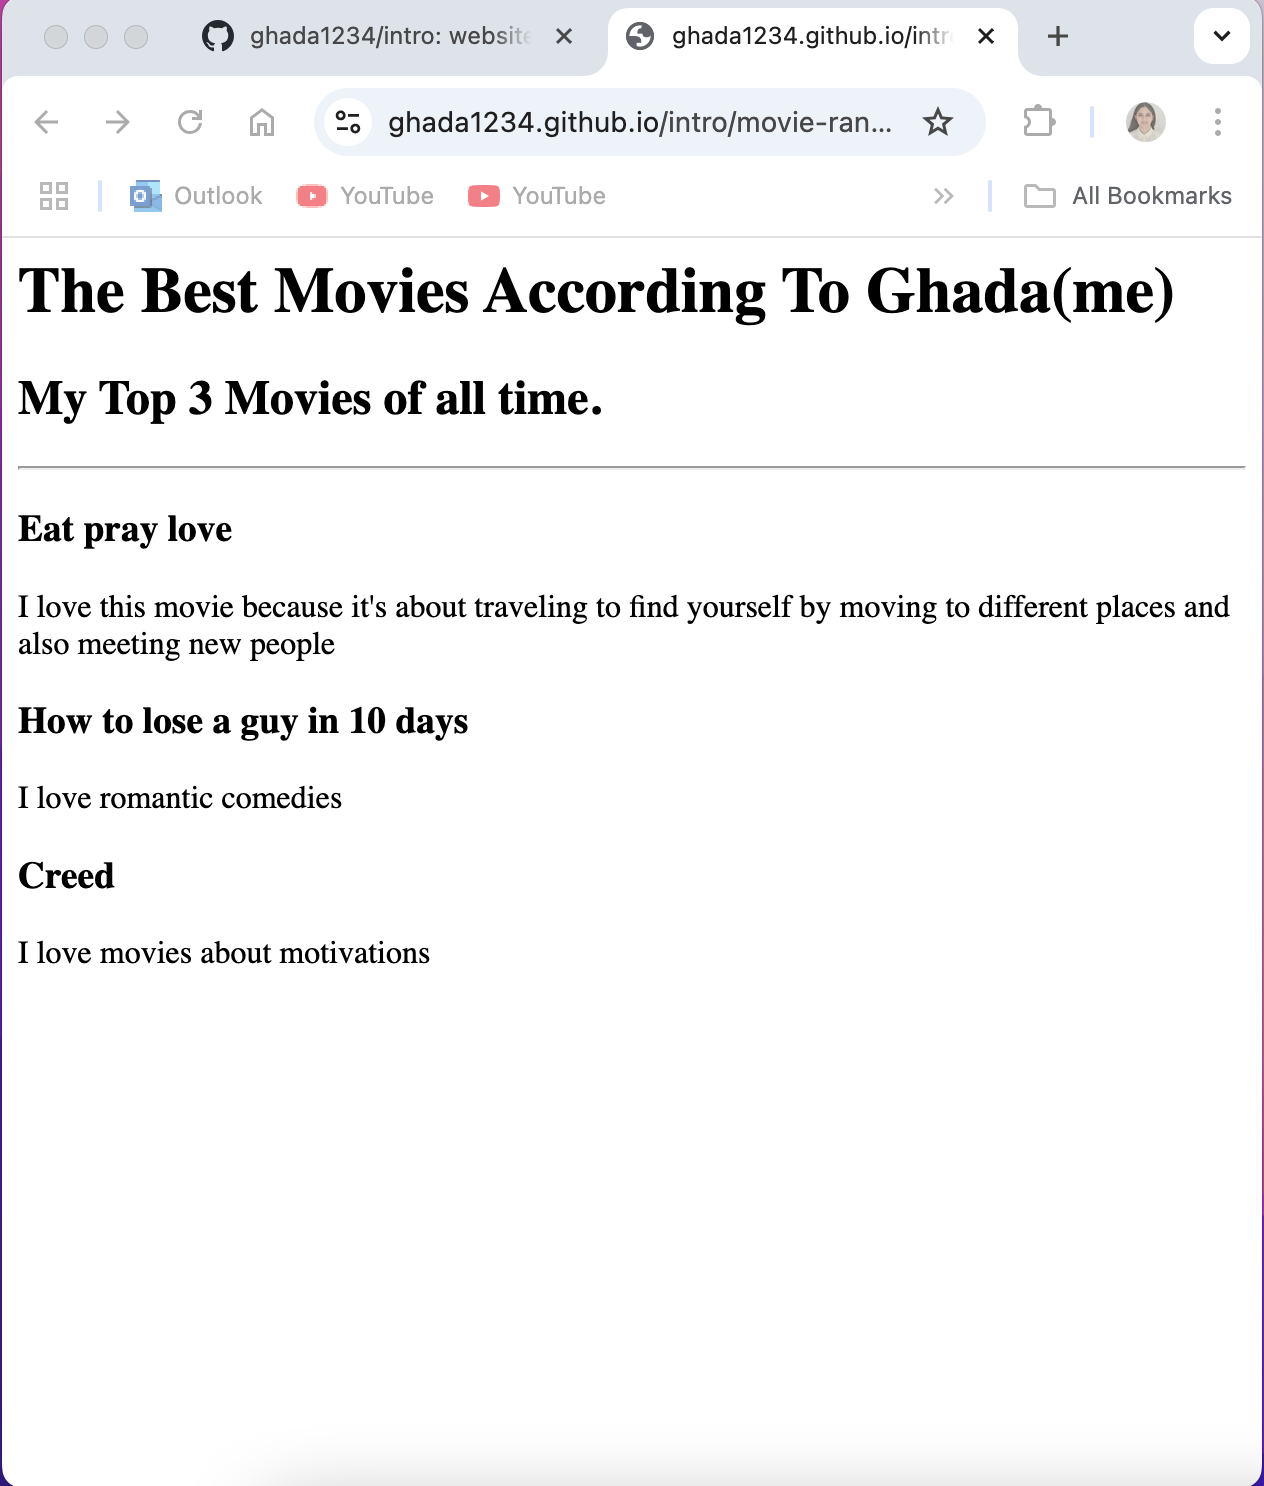 ghada1234/intro: website
ghada1234.github.io/intr
ghada1234.github.io/intro/movie-ran...
Outlook
YouTube
YouTube
All Bookmarks
The Best Movies According To Ghada(me)
My Top 3 Movies of all time.
Eat pray love
I love this movie because it's about traveling to find yourself by moving to different places and
also meeting new people
How to lose a guy in 10 days
I love romantic comedies
Creed
I love movies about motivations